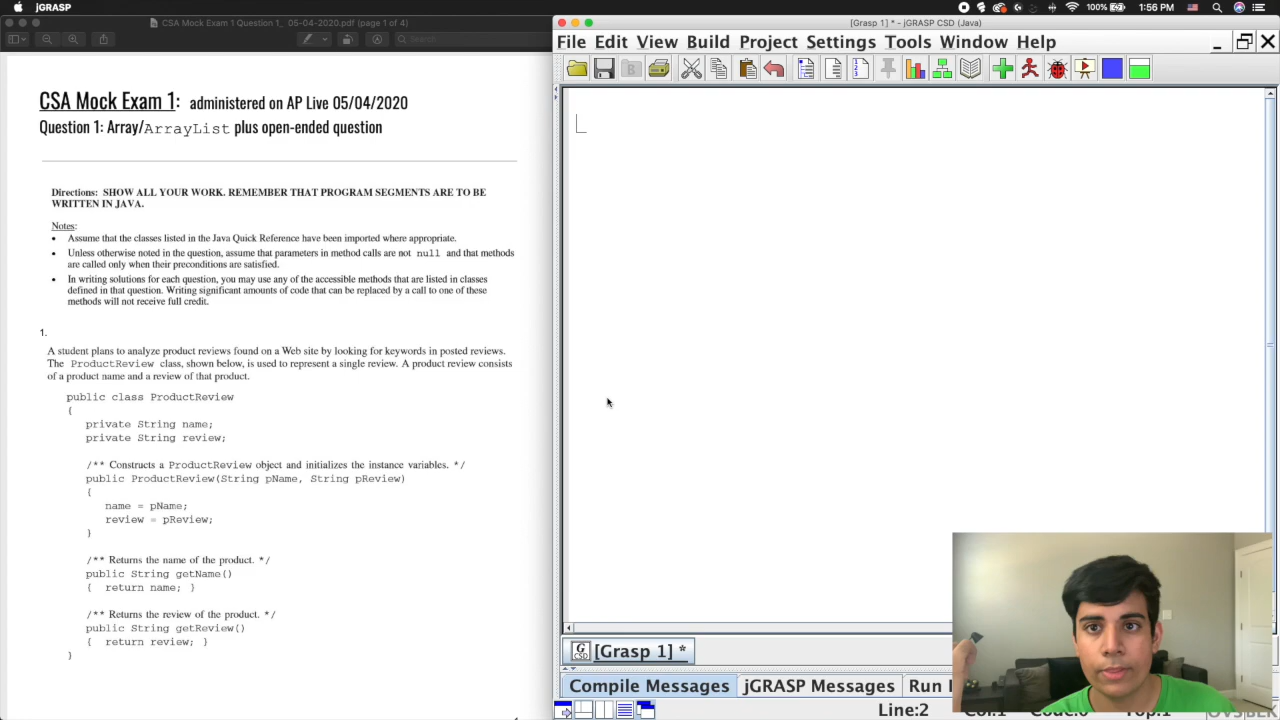 jGRASP
100%
1:56 PM
CSA Mock Exam 1 Question 1_ 05-04-2020.pdf (page 1 of 4)
Search
CSA Mock Exam 1: administered on AP Live 05/04/2020
Question 1: Array/ArrayList plus open-ended question
Directions: SHOW ALL YOUR WORK. REMEMBER THAT PROGRAM SEGMENTS ARE TO BE
WRITTEN IN JAVA.
Notes:
• Assume that the classes listed in the Java Quick Reference have been imported where appropriate.
• Unless otherwise noted in the question, assume that parameters in method calls are not null and that methods
are called only when their preconditions are satisfied.
• In writing solutions for each question, you may use any of the accessible methods that are listed in classes
defined in that question. Writing significant amounts of code that can be replaced by a call to one of these
methods will not receive full credit.
1.
A student plans to analyze product reviews found on a Web site by looking for keywords in posted reviews.
The ProductReview class, shown below, is used to represent a single review. A product review consists
of a product name and a review of that product.
public class ProductReview
{
private String name;
private String review;
/** Constructs a ProductReview object and initializes the instance variables. */
public ProductReview(String pName, String pReview)
{
name = pName;
review = pReview;
}
/** Returns the name of the product. */
public String getName()
{ return name; }
/** Returns the review of the product. */
public String getReview()
{ return review; }
}
[Grasp 1] * - jGRASP CSD (Java)
File Edit View Build Project Settings Tools Window Help
[Grasp 1] *
Compile Messages jGRASP Messages Run I
Line:2